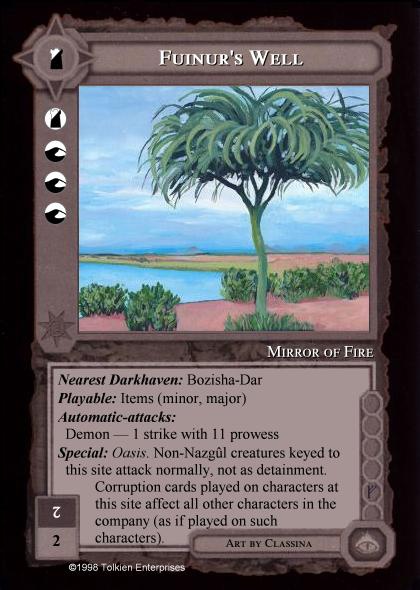 FUINUR'S WELL
MIRROR OF FIRE
Nearest Darkhaven: Bozisha-Dar
Playable: Items (minor, major)
Automatic-attacks:
Demon — 1 strike with 11 prowess
Special: Oasis. Non-Nazgûl creatures keyed to
this site attack normally, not as detainment.
Corruption cards played on characters at
this site affect all other characters in the
company (as if played on such
characters).
2
2
ART BY CLASSINA
©1998 Tolkien Enterprises